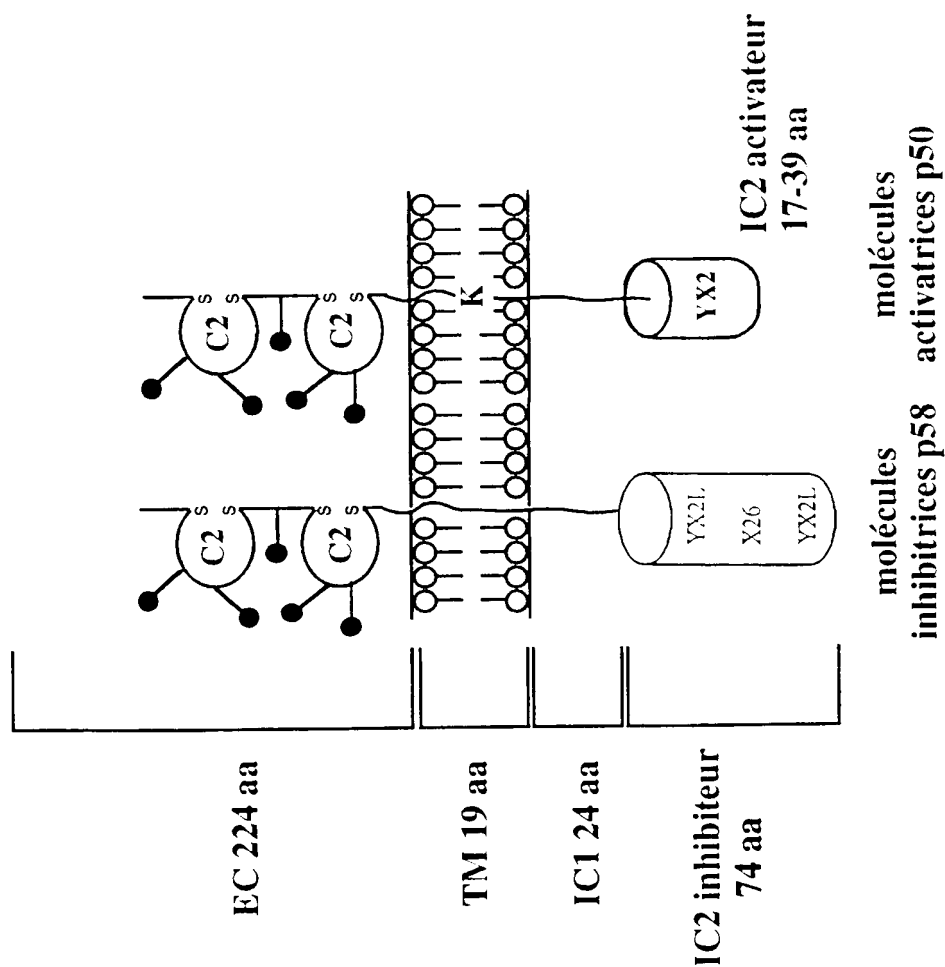 EC 224 aa
TM 19 aa
IC1 24 aa
IC2 inhibiteur
74 aa
C2
S
S
C2
S
S
YX2L
X26
YX2L
molécules
inhibitrices p58
C2
S
S
C2
S
S
K
YX2
IC2 activateur
17-39 aa
molécules
activatrices p50